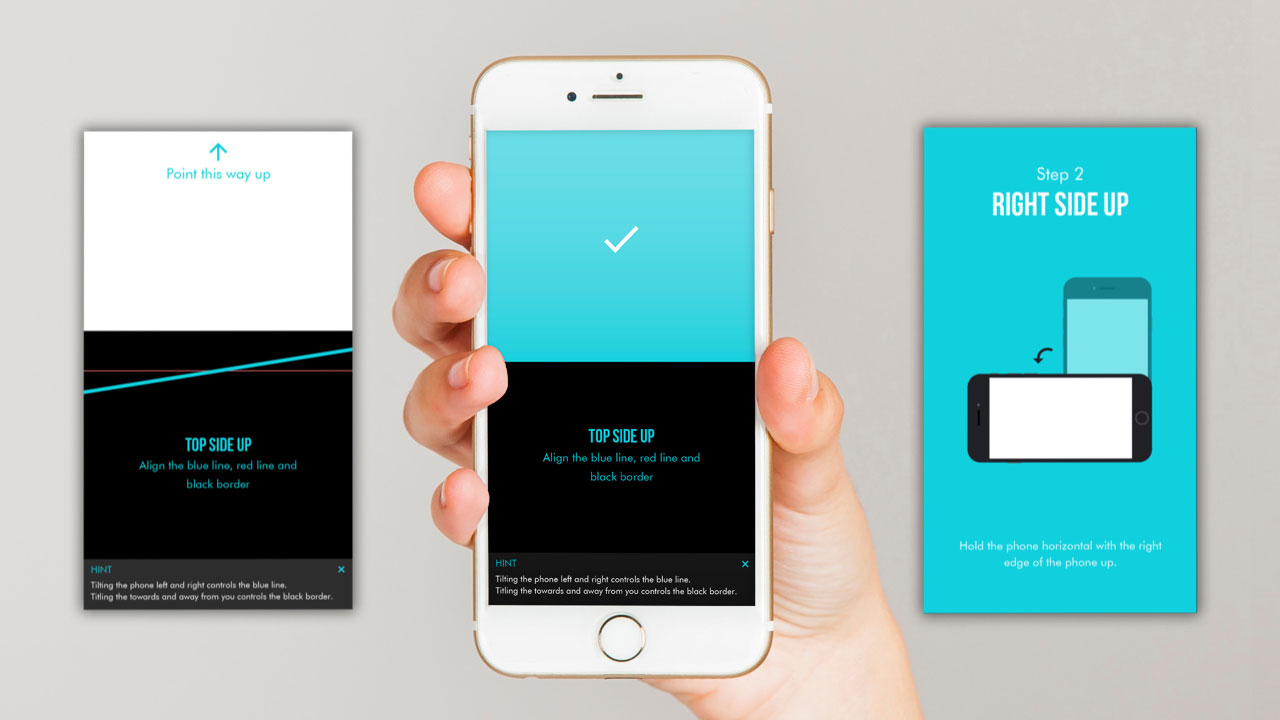 Point this way up
TOP SIDE UP
Align the blue line, red line and
black border
HINT
Tilting the phone left and right controls the blue line.
Titling the towards and away from you controls the black border.
TOP SIDE UP
Align the blue line, red line and
black border
HINT
Tilting the phone left and right controls the blue line.
Titling the towards and away from you controls the black border.
Step 2
RIGHT SIDE UP
Hold the phone horizontal with the right
edge of the phone up.